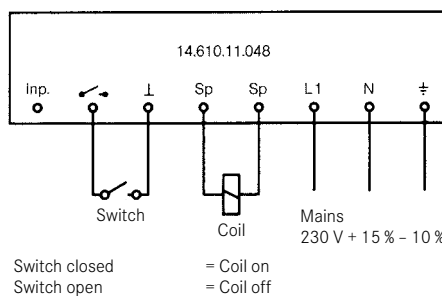 14.610.11.048
Inp. ⊥ Sp Sp L1 N ⏚
Switch
Coil
Mains
230 V + 15 % – 10 %
Switch closed = Coil on
Switch open = Coil off